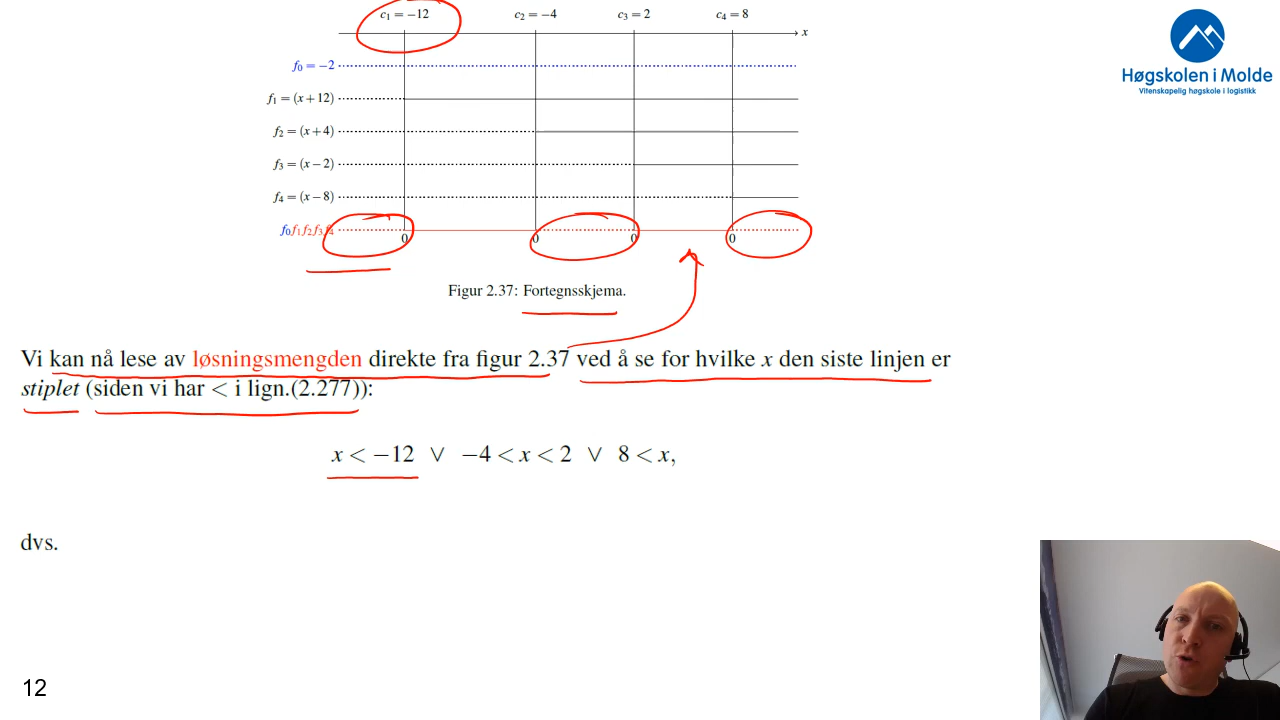 c₁ = −12 c₂ = −4 c₃ = 2 c₄ = 8
x
Høgskolen i Molde
Vitenskapelig høgskole i logistikk
f₀ = −2
f₁ = (x + 12)
f₂ = (x + 4)
f₃ = (x − 2)
f₄ = (x − 8)
f₀f₁f₂f₃f₄
0 0 0 0
Figur 2.37: Fortegnsskjema.
Vi kan nå lese av løsningsmengden direkte fra figur 2.37 ved å se for hvilke x den siste linjen er
stiplet (siden vi har < i lign.(2.277)):
x < −12 ∨ −4 < x < 2 ∨ 8 < x,
dvs.
12